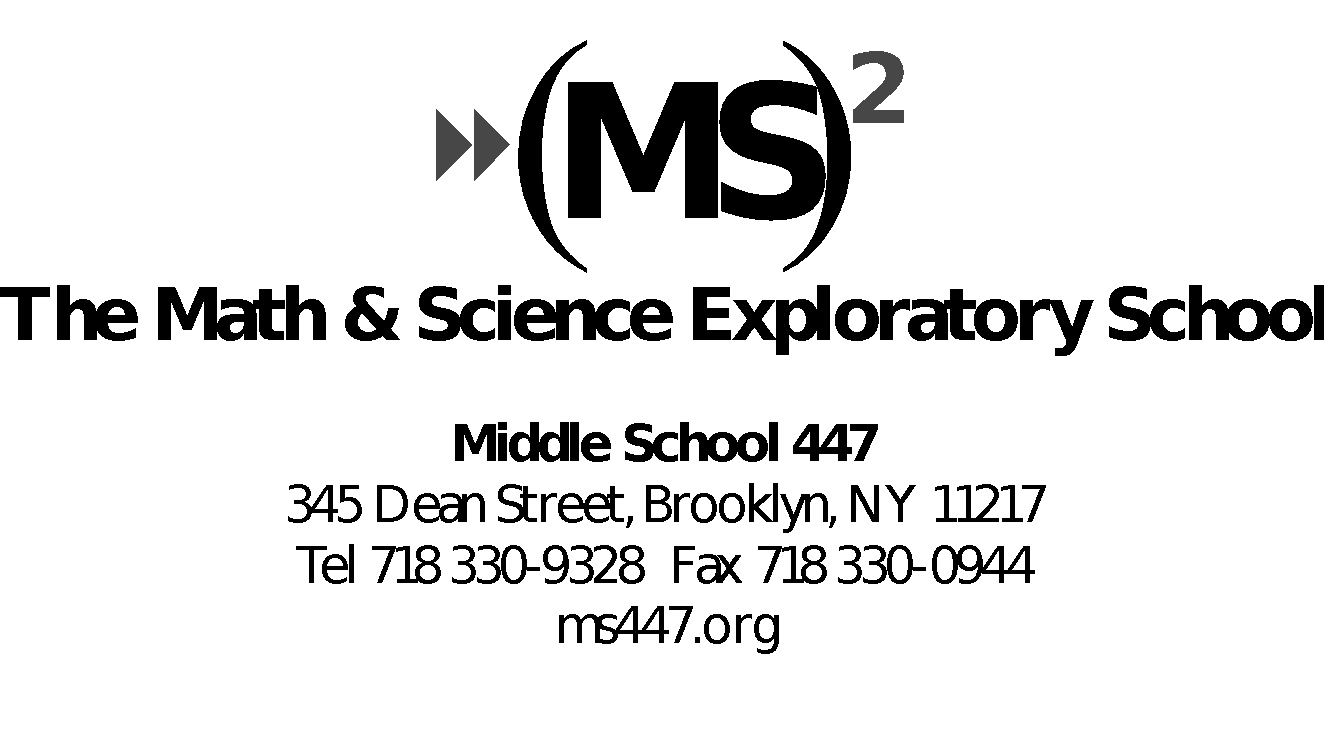 (MS)²
The Math & Science Exploratory School
Middle School 447
345 Dean Street, Brooklyn, NY 11217
Tel 718 330-9328 Fax 718 330-0944
ms447.org